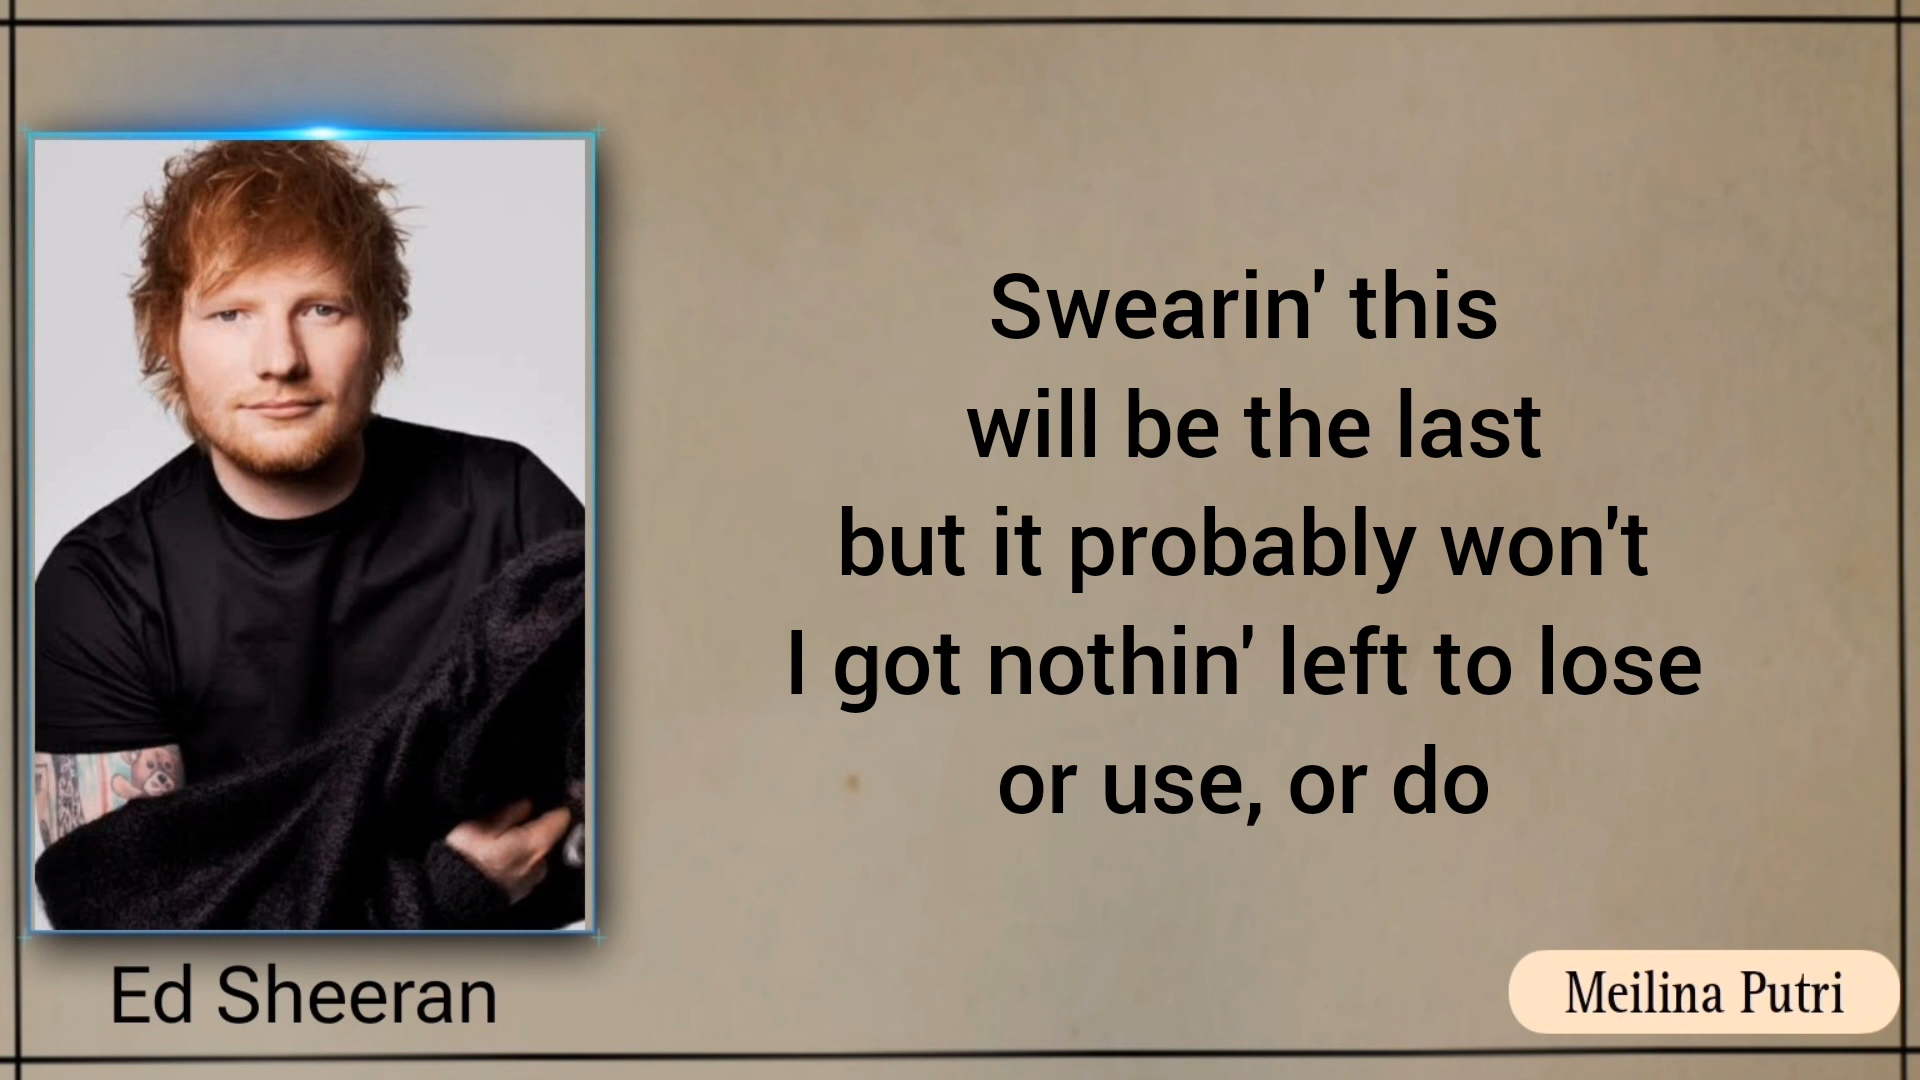 Swearin' this
will be the last
but it probably won't
I got nothin' left to lose
or use, or do
Ed Sheeran
Meilina Putri